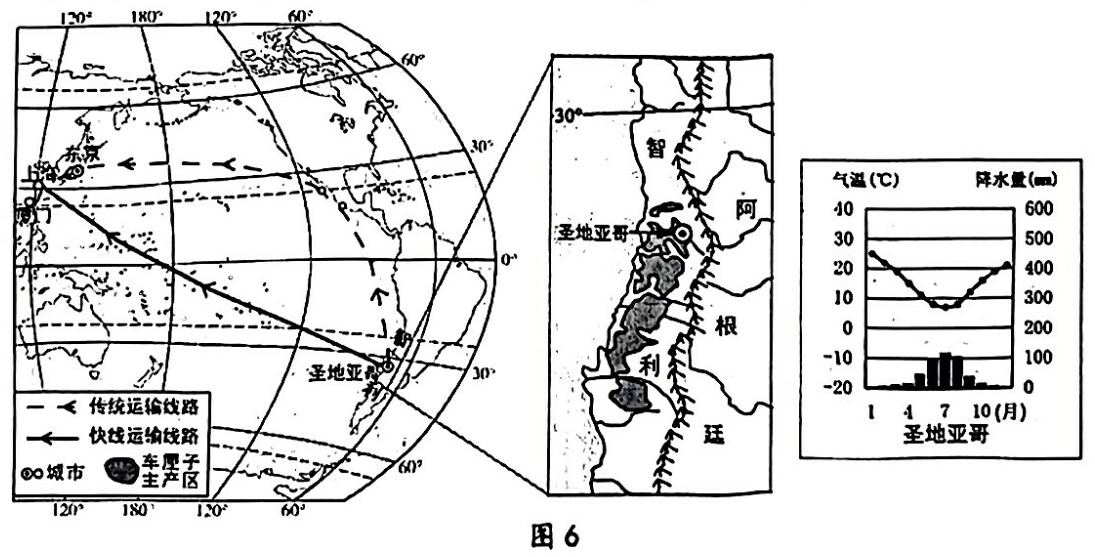 120° 180° 120° 60°
60°
30°
0°
30°
60°
东京
上海
厦门
圣地亚哥
传统运输线路
快线运输线路
城市
车厘子
主产区
120° 180° 120° 60°
30°
智
利
阿
根
廷
圣地亚哥
气温(℃) 降水量(mm)
40 600
30 500
20 400
10 300
0 200
-10 100
-20 0
1 4 7 10(月)
圣地亚哥
图6